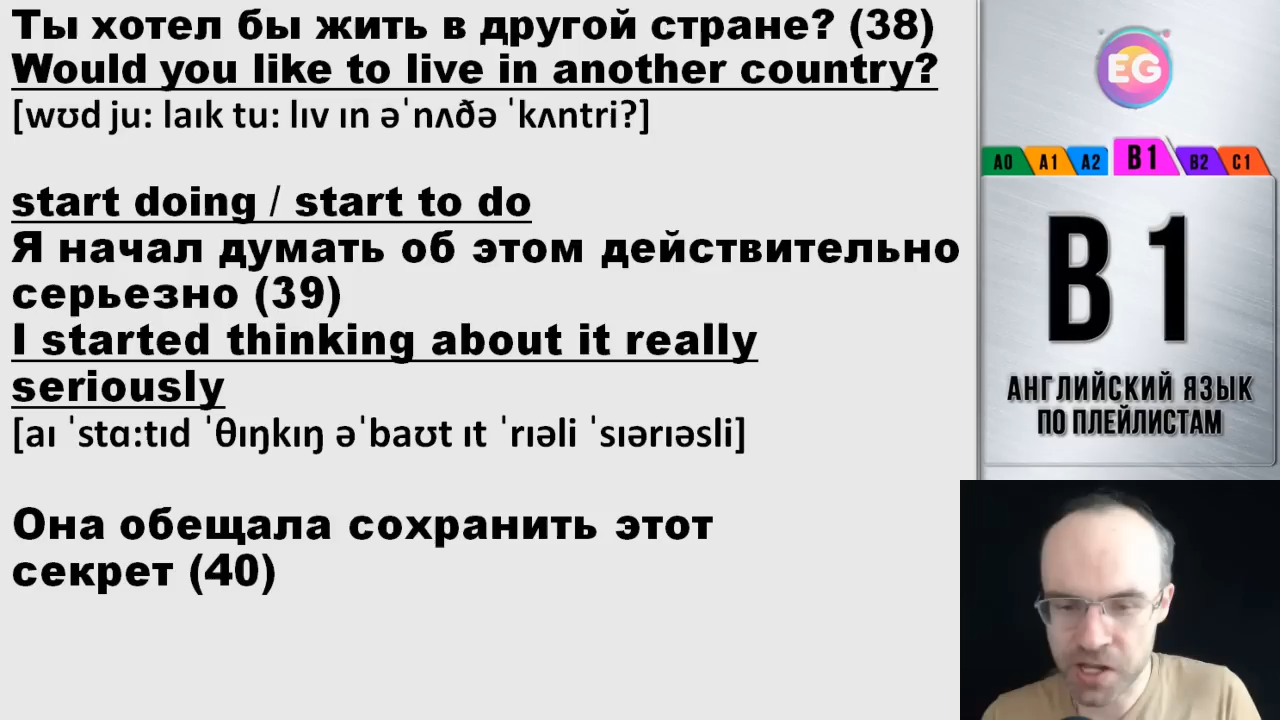 Ты хотел бы жить в другой стране? (38)
Would you like to live in another country?
[wʊd ju: laɪk tu: lɪv ɪn əˈnʌðə ˈkʌntri?]
start doing / start to do
Я начал думать об этом действительно
серьезно (39)
I started thinking about it really
seriously
[aɪ ˈstɑ:tɪd ˈθɪŋkɪŋ əˈbaʊt ɪt ˈrɪəli ˈsɪərɪəsli]
Она обещала сохранить этот
секрет (40)
EG
A0 A1 A2 B1 B2 C1
B1
АНГЛИЙСКИЙ ЯЗЫК
ПО ПЛЕЙЛИСТАМ